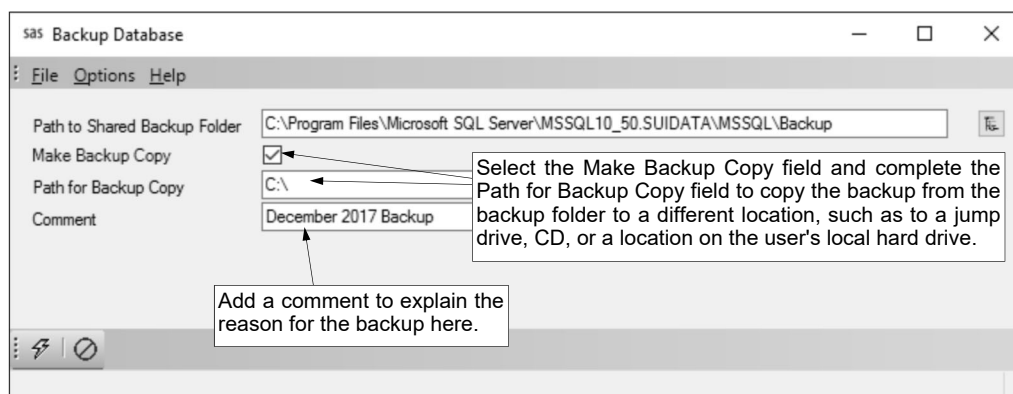 sas Backup Database
File Options Help
Path to Shared Backup Folder C:\Program Files\Microsoft SQL Server\MSSQL10_50.SUIDATA\MSSQL\Backup
Make Backup Copy
Path for Backup Copy C:\
Comment December 2017 Backup
Select the Make Backup Copy field and complete the
Path for Backup Copy field to copy the backup from the
backup folder to a different location, such as to a jump
drive, CD, or a location on the user's local hard drive.
Add a comment to explain the
reason for the backup here.